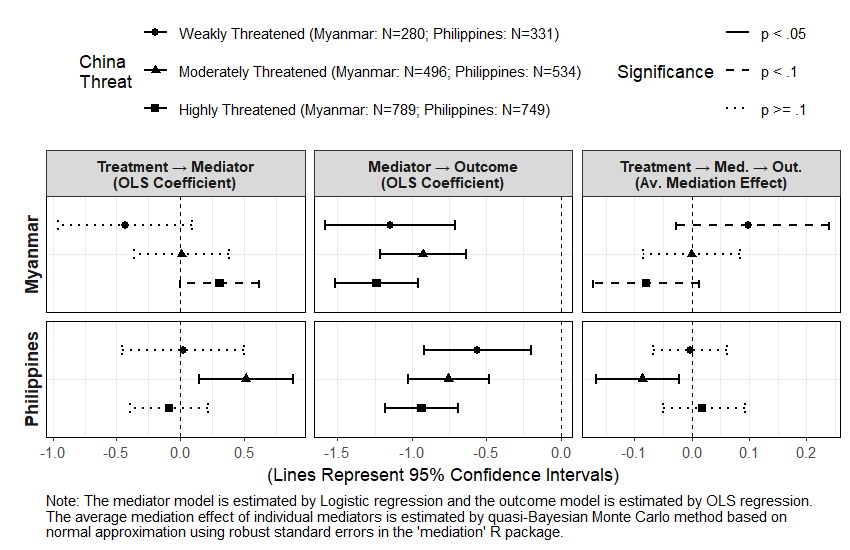 China
Threat
Weakly Threatened (Myanmar: N=280; Philippines: N=331)
Moderately Threatened (Myanmar: N=496; Philippines: N=534)
Highly Threatened (Myanmar: N=789; Philippines: N=749)
Significance
p < .05
p < .1
p >= .1
Treatment → Mediator
(OLS Coefficient)
Mediator → Outcome
(OLS Coefficient)
Treatment → Med. → Out.
(Av. Mediation Effect)
Myanmar
Philippines
-1.0 -0.5 0.0 0.5
-1.5 -1.0 -0.5 0.0
-0.1 0.0 0.1 0.2
(Lines Represent 95% Confidence Intervals)
Note: The mediator model is estimated by Logistic regression and the outcome model is estimated by OLS regression.
The average mediation effect of individual mediators is estimated by quasi-Bayesian Monte Carlo method based on
normal approximation using robust standard errors in the 'mediation' R package.